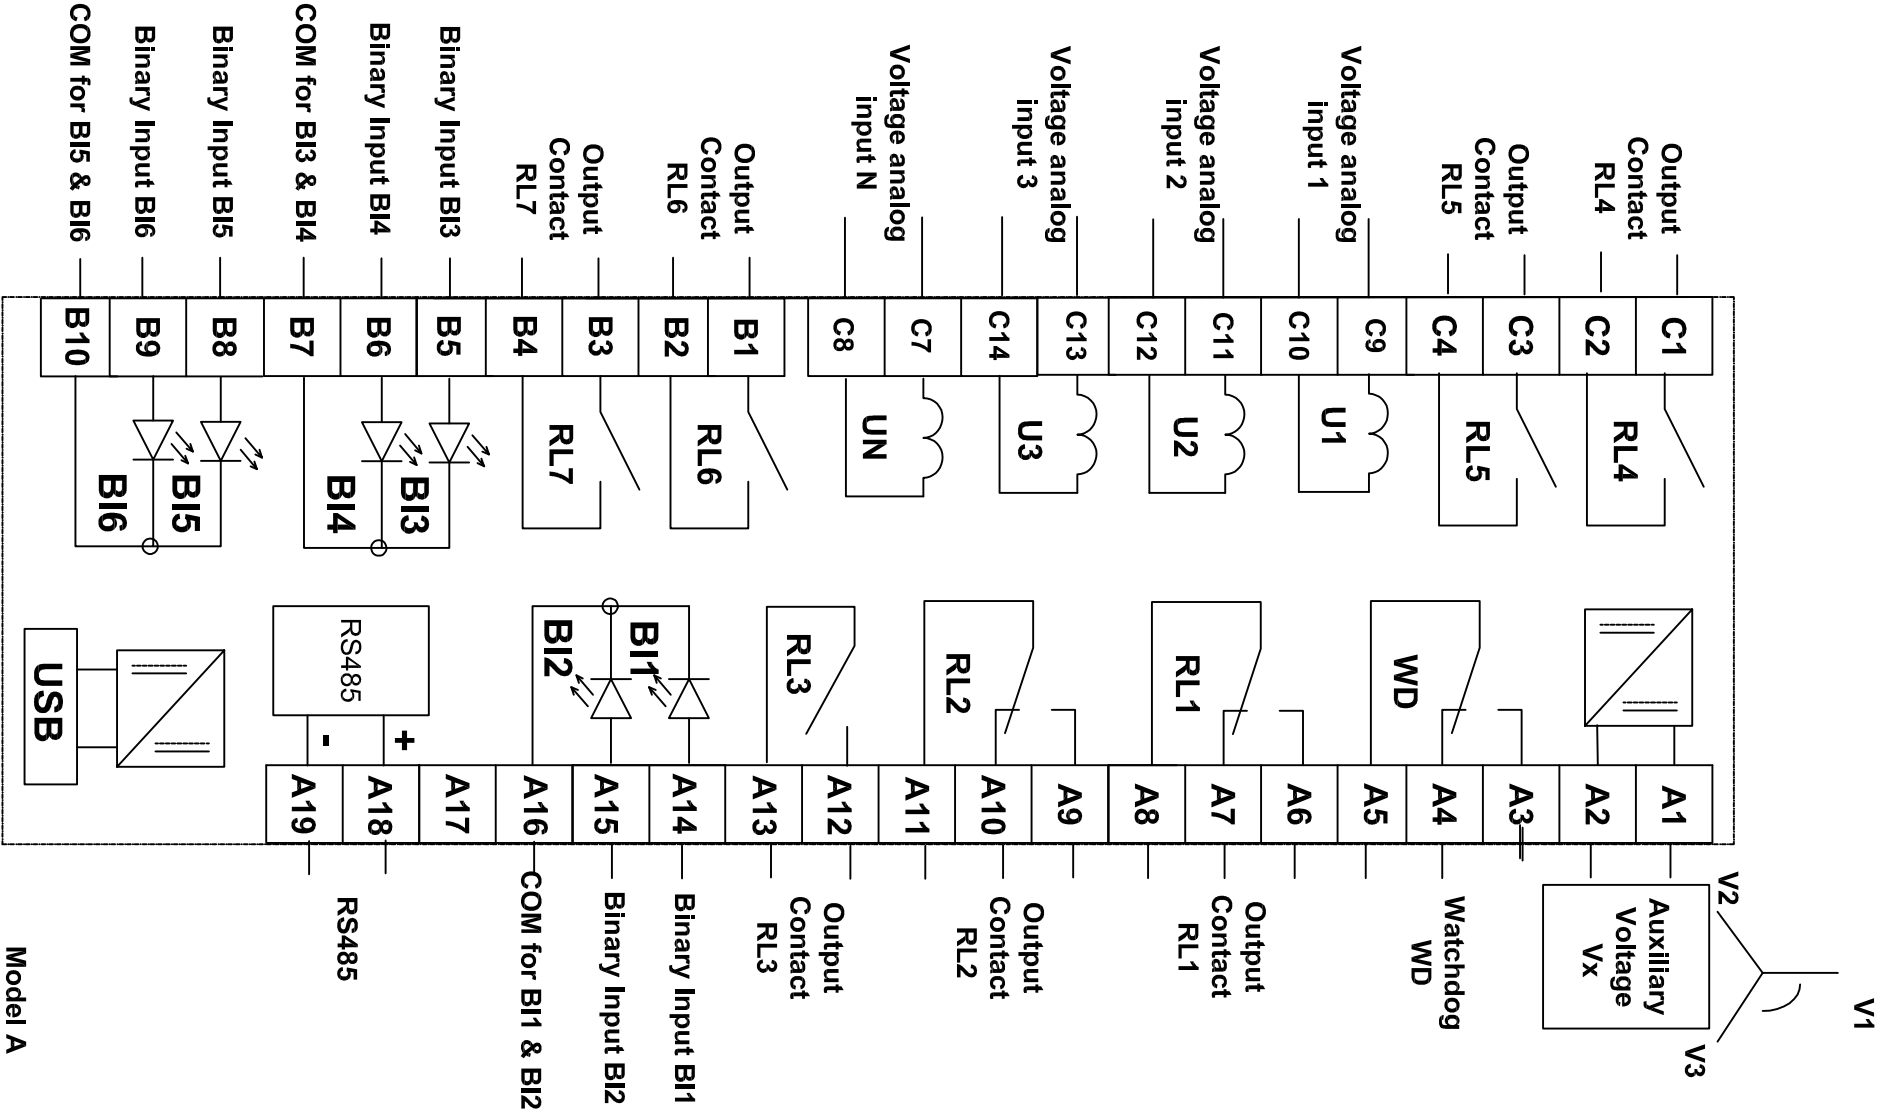 Output
Contact
RL4
Output
Contact
RL5
Voltage analog
input 1
Voltage analog
input 2
Voltage analog
input 3
Voltage analog
input N
Output
Contact
RL6
Output
Contact
RL7
Binary Input BI3
Binary Input BI4
COM for BI3 & BI4
Binary Input BI5
Binary Input BI6
COM for BI5 & BI6
C1
C2
C3
C4
C9
C10
C11
C12
C13
C14
C7
C8
B1
B2
B3
B4
B5
B6
B7
B8
B9
B10
RL4
RL5
U1
U2
U3
UN
RL6
RL7
BI3
BI4
BI5
BI6
WD
RL1
RL2
RL3
BI1
BI2
RS485
+
-
USB
A1
A2
A3
A4
A5
A6
A7
A8
A9
A10
A11
A12
A13
A14
A15
A16
A17
A18
A19
Auxiliary
Voltage
Vx
V2
V1
V3
Watchdog
WD
Output
Contact
RL1
Output
Contact
RL2
Output
Contact
RL3
Binary Input BI1
Binary Input BI2
COM for BI1 & BI2
RS485
Model A